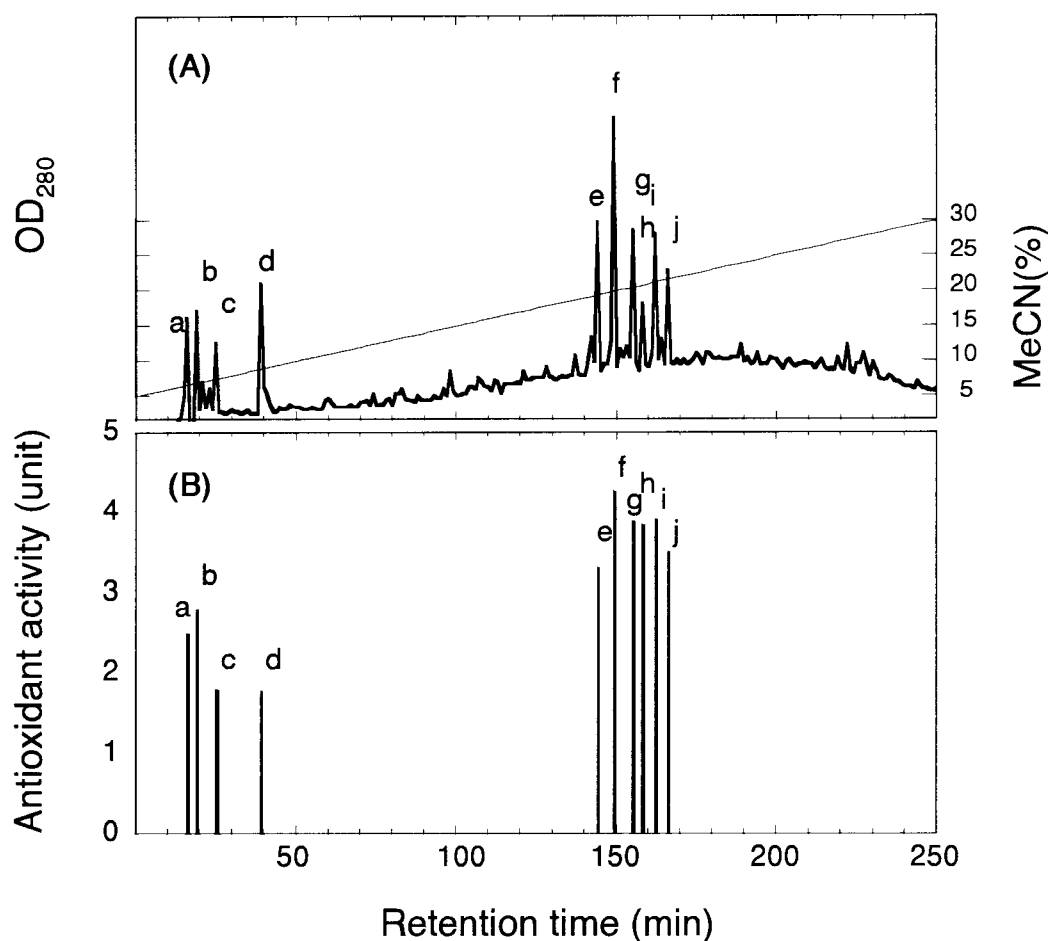 (A)
OD280
MeCN(%)
30
25
20
15
10
5
a
b
c
d
e
f
g
h
i
j
(B)
Antioxidant activity (unit)
5
4
3
2
1
0
a
b
c
d
e
f
g
h
i
j
50 100 150 200 250
Retention time (min)